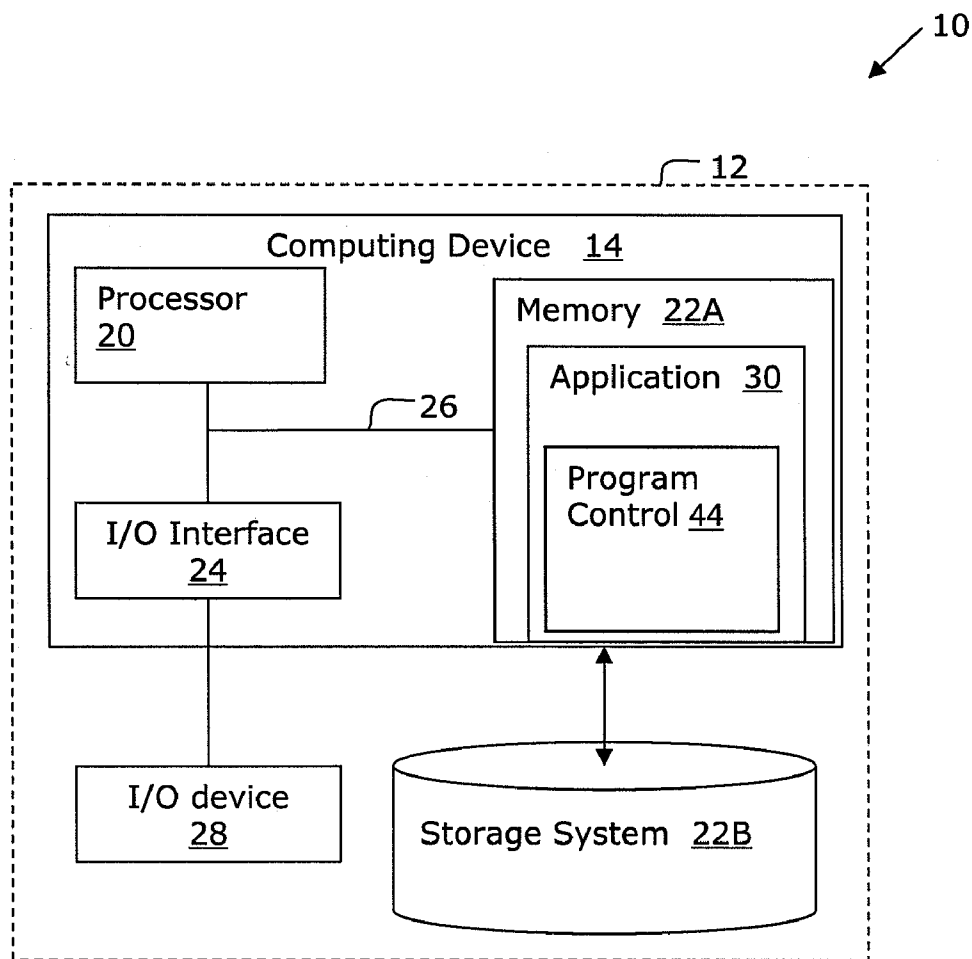 10
12
Computing Device 14
Processor
20
Memory 22A
Application 30
26
Program
Control 44
I/O Interface
24
I/O device
28
Storage System 22B